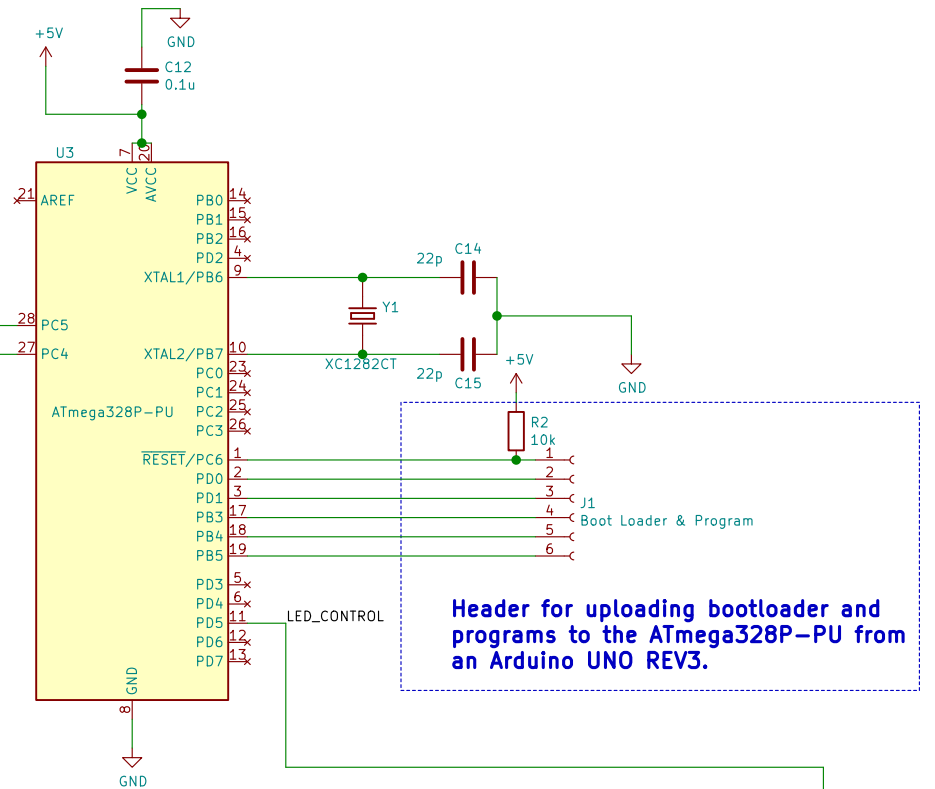 +5V
GND
C12
0.1u
U3
7
20
VCC
AVCC
21
AREF
PB0
14
PB1
15
PB2
16
PD2
4
XTAL1/PB6
9
28
PC5
27
PC4
XTAL2/PB7
10
PC0
23
PC1
24
PC2
25
PC3
26
ATmega328P-PU
RESET/PC6
1
PD0
2
PD1
3
PB3
17
PB4
18
PB5
19
PD3
5
PD4
6
PD5
11
PD6
12
PD7
13
GND
8
GND
LED_CONTROL
C14
22p
Y1
XC1282CT
22p
C15
GND
+5V
R2
10k
1
2
3
4
5
6
J1
Boot Loader & Program
Header for uploading bootloader and
programs to the ATmega328P-PU from
an Arduino UNO REV3.